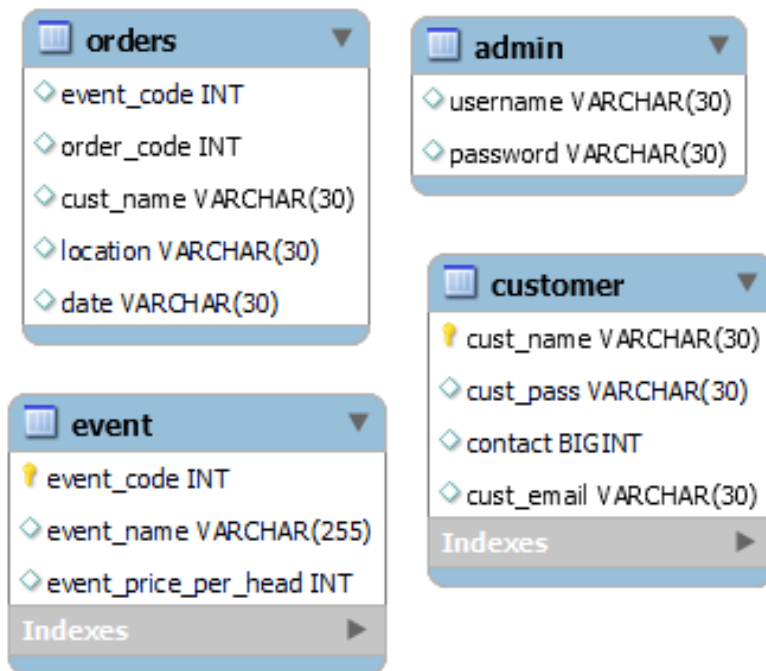 orders
event_code INT
order_code INT
cust_name VARCHAR(30)
location VARCHAR(30)
date VARCHAR(30)
admin
username VARCHAR(30)
password VARCHAR(30)
customer
cust_name VARCHAR(30)
cust_pass VARCHAR(30)
contact BIGINT
cust_email VARCHAR(30)
Indexes
event
event_code INT
event_name VARCHAR(255)
event_price_per_head INT
Indexes